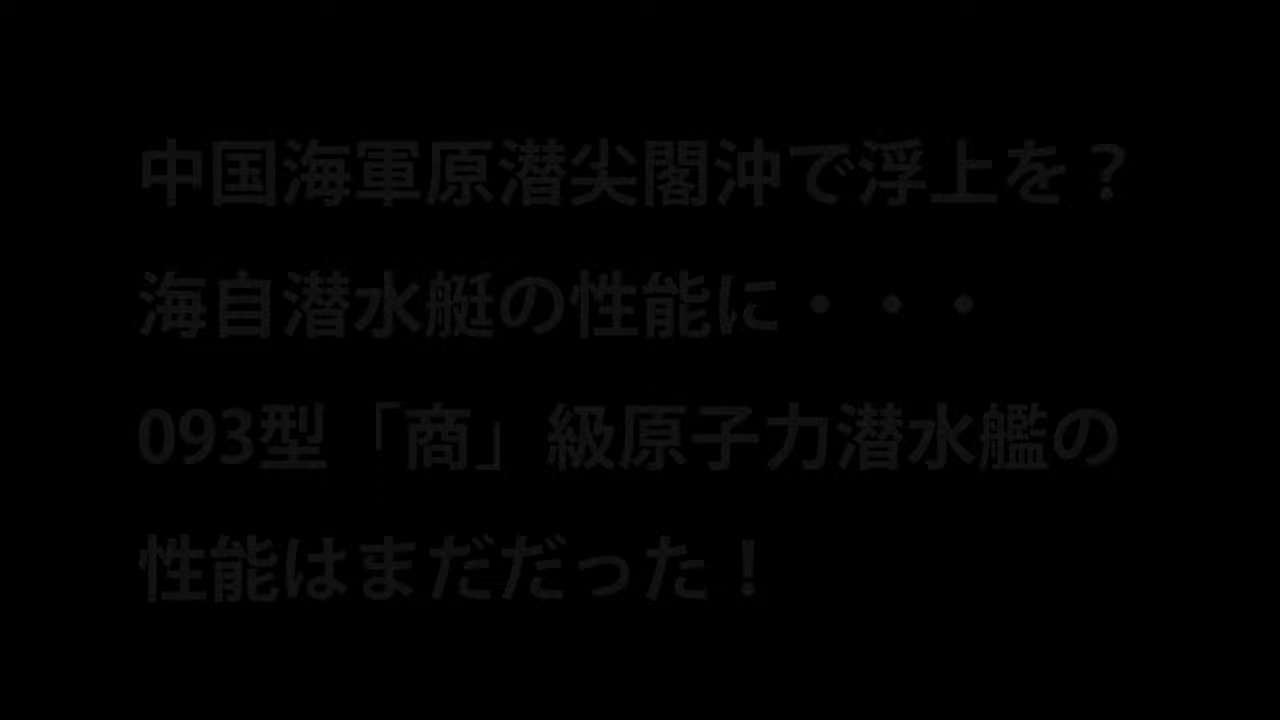 中国海軍原潜尖閣沖で浮上を？
海自潜水艇の性能に・・・
093型「商」級原子力潜水艦の
性能はまだだった！